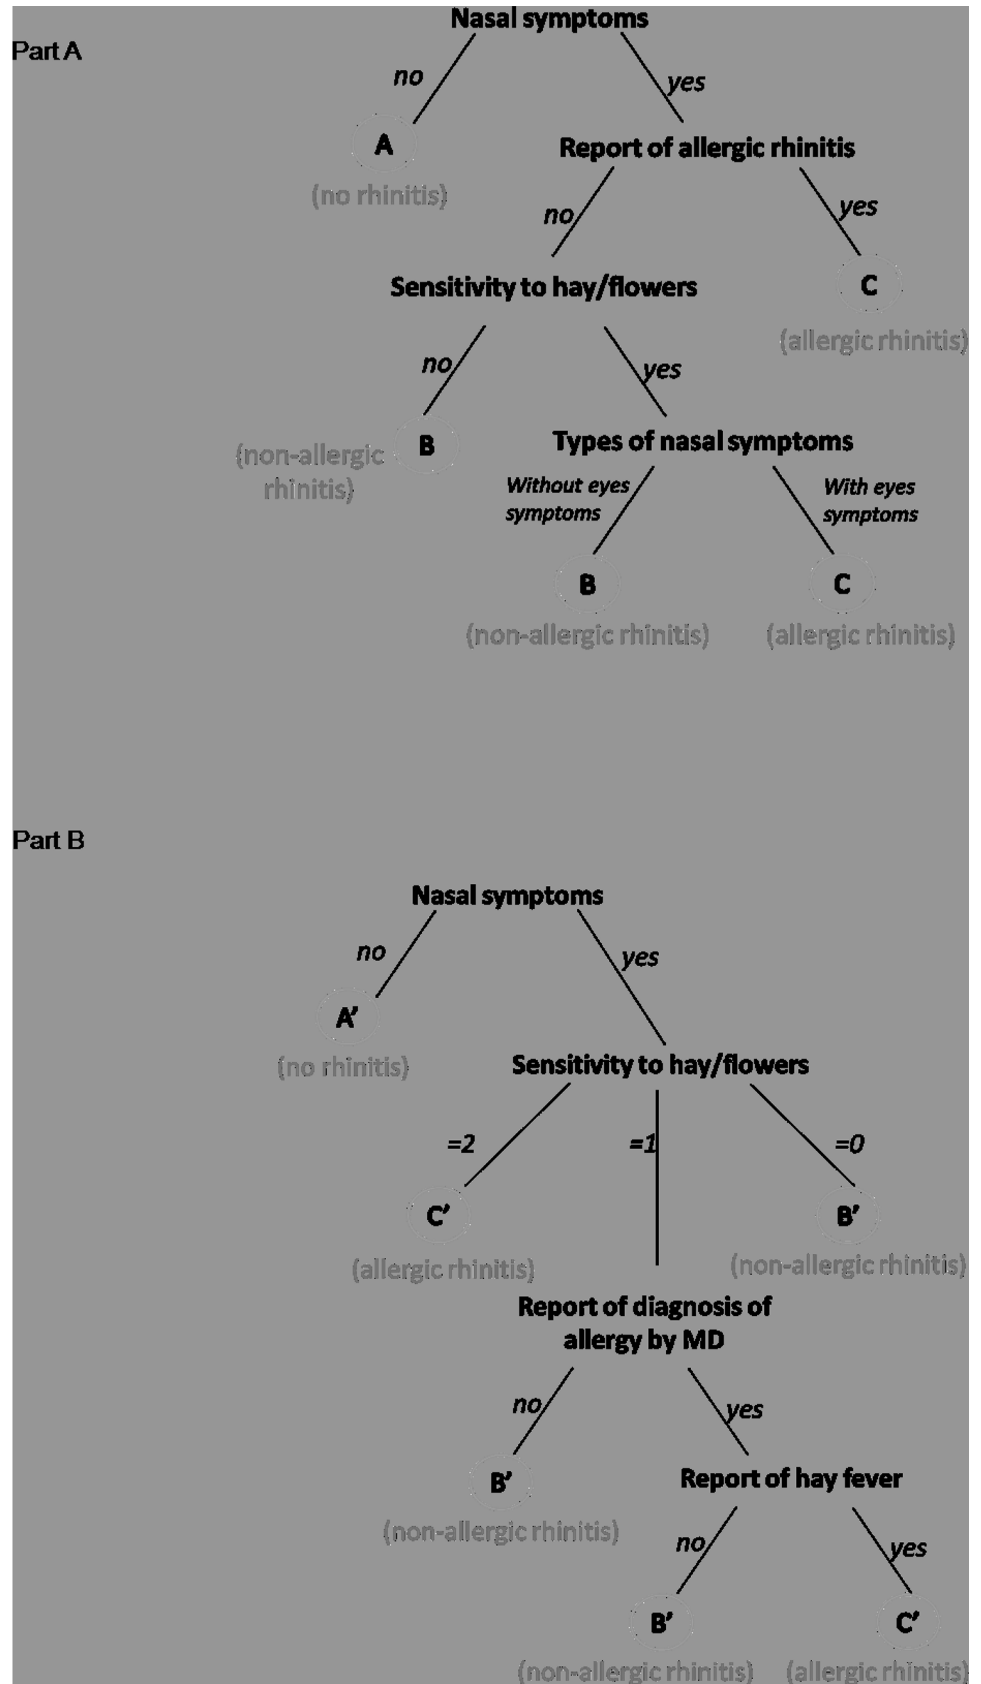 Nasal symptoms
Part A
no
yes
A
Report of allergic rhinitis
(no rhinitis)
no
yes
Sensitivity to hay/flowers
C
(allergic rhinitis)
no
yes
B
Types of nasal symptoms
(non-allergic
rhinitis)
Without eyes
symptoms
With eyes
symptoms
B
C
(non-allergic rhinitis)
(allergic rhinitis)
Part B
Nasal symptoms
no
yes
A′
(no rhinitis)
Sensitivity to hay/flowers
=2
=1
=0
C′
B′
(allergic rhinitis)
(non-allergic rhinitis)
Report of diagnosis of
allergy by MD
no
yes
B′
Report of hay fever
(non-allergic rhinitis)
no
yes
B′
C′
(non-allergic rhinitis)
(allergic rhinitis)